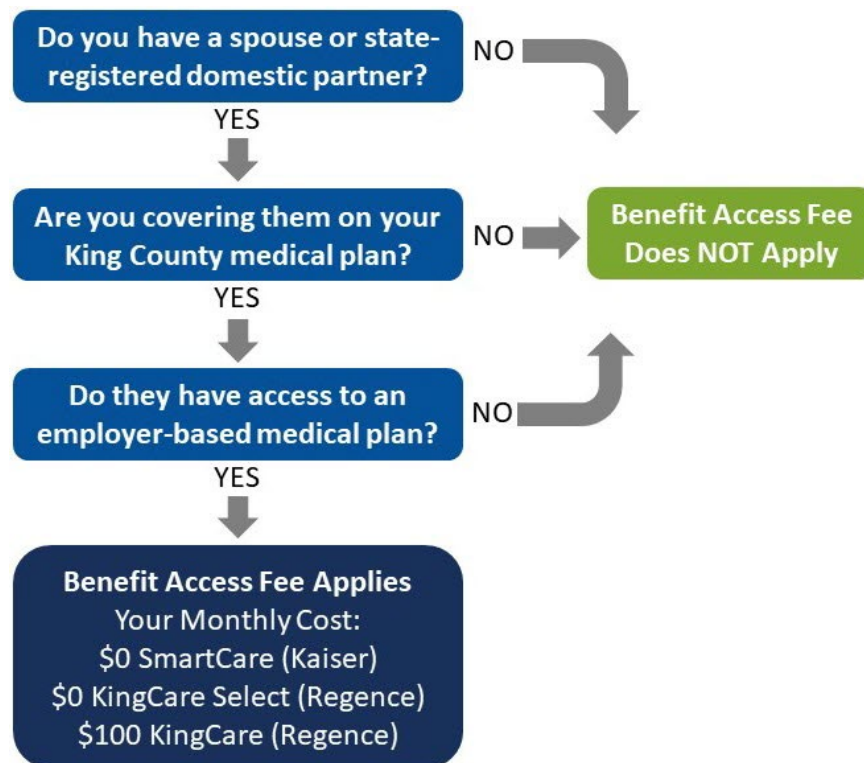 Do you have a spouse or state-
registered domestic partner?
NO
YES
Are you covering them on your
King County medical plan?
NO
Benefit Access Fee
Does NOT Apply
YES
Do they have access to an
employer-based medical plan?
NO
YES
Benefit Access Fee Applies
Your Monthly Cost:
$0 SmartCare (Kaiser)
$0 KingCare Select (Regence)
$100 KingCare (Regence)